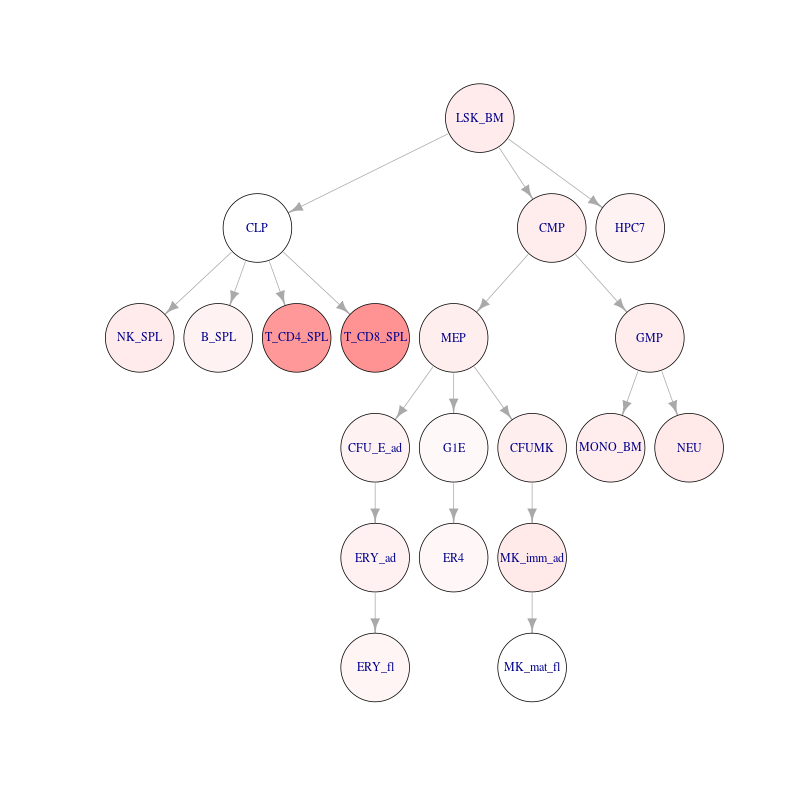 LSK_BM
CLP
CMP
HPC7
NK_SPL
B_SPL
T_CD4_SPL
T_CD8_SPL
MEP
GMP
CFU_E_ad
G1E
CFUMK
MONO_BM
NEU
ERY_ad
ER4
MK_imm_ad
ERY_fl
MK_mat_fl